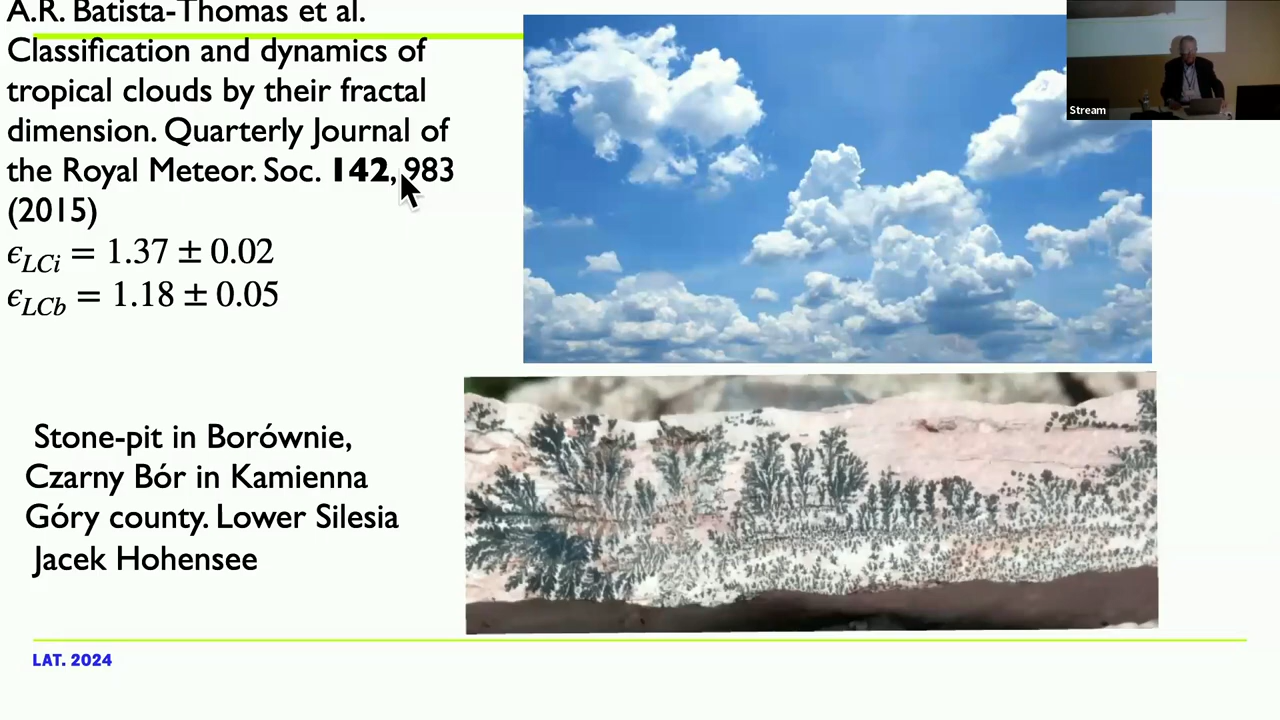 A.R. Batista-Thomas et al.
Classification and dynamics of
tropical clouds by their fractal
dimension. Quarterly Journal of
the Royal Meteor. Soc. 142, 983
(2015)
ϵLCi = 1.37 ± 0.02
ϵLCb = 1.18 ± 0.05
Stream
Stone-pit in Borównie,
Czarny Bór in Kamienna
Góry county. Lower Silesia
Jacek Hohensee
LAT. 2024